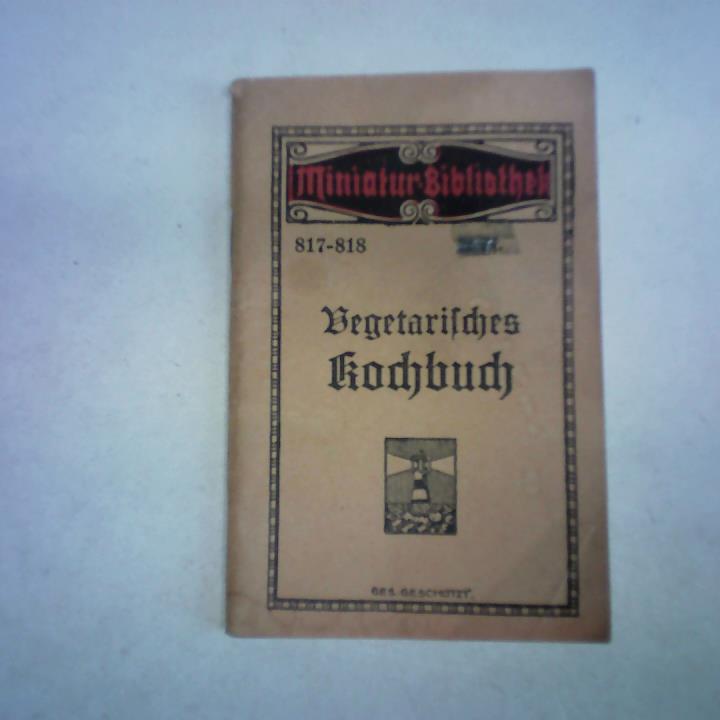 Miniatur-Bibliothek
817-818
Vegetariſches
Kochbuch
GES. GESCHÜTZT.